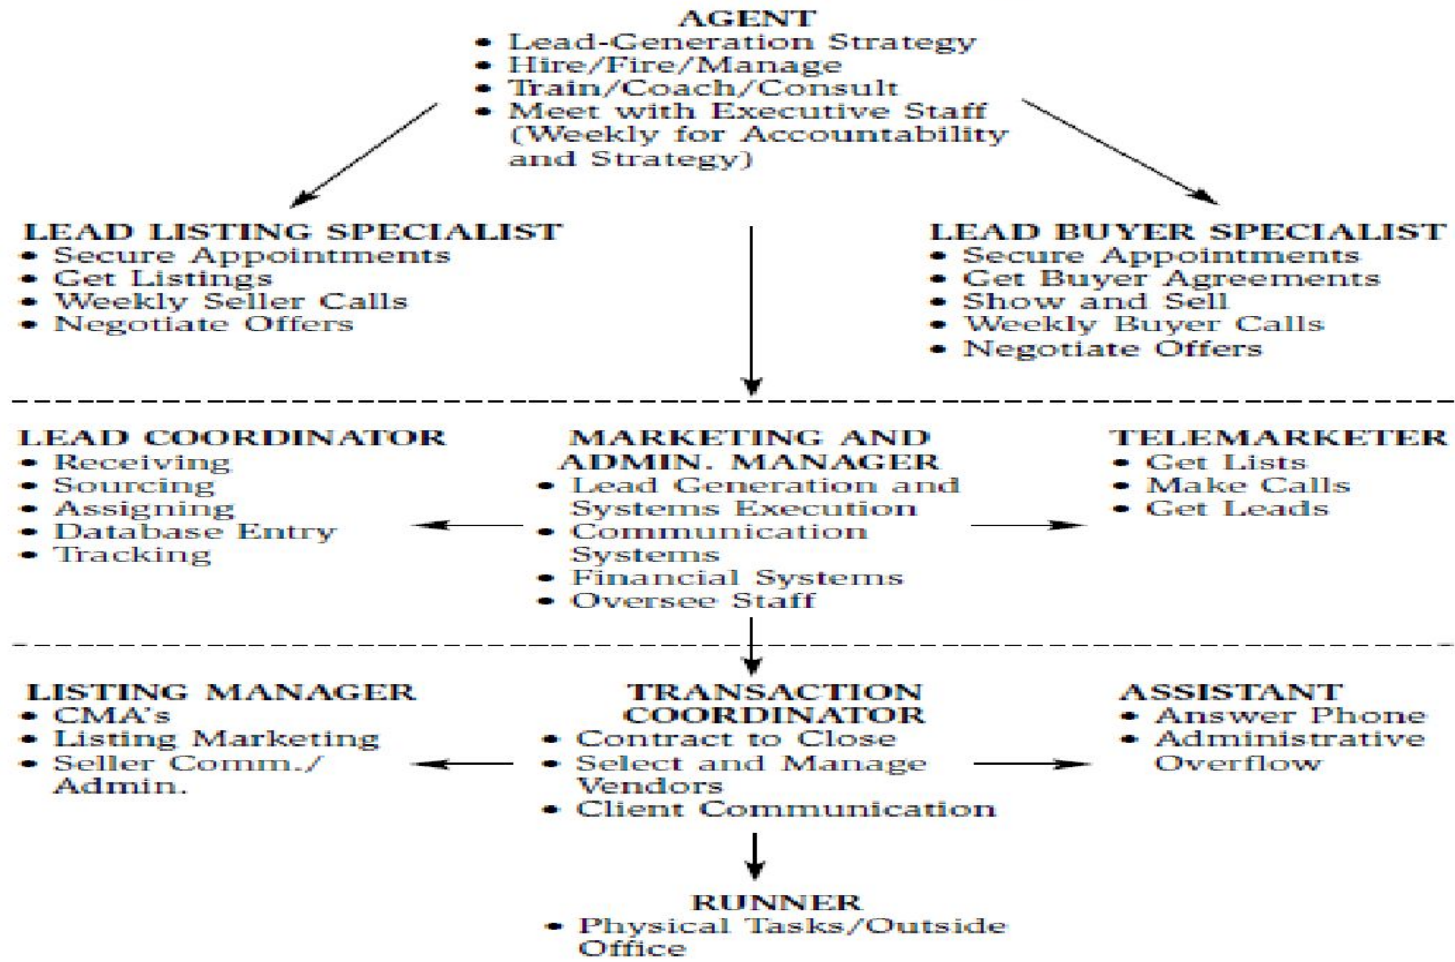 AGENT
• Lead-Generation Strategy
• Hire/Fire/Manage
• Train/Coach/Consult
• Meet with Executive Staff
(Weekly for Accountability
and Strategy)
LEAD LISTING SPECIALIST
• Secure Appointments
• Get Listings
• Weekly Seller Calls
• Negotiate Offers
LEAD BUYER SPECIALIST
• Secure Appointments
• Get Buyer Agreements
• Show and Sell
• Weekly Buyer Calls
• Negotiate Offers
LEAD COORDINATOR
• Receiving
• Sourcing
• Assigning
• Database Entry
• Tracking
MARKETING AND
ADMIN. MANAGER
• Lead Generation and
Systems Execution
• Communication
Systems
• Financial Systems
• Oversee Staff
TELEMARKETER
• Get Lists
• Make Calls
• Get Leads
LISTING MANAGER
• CMA's
• Listing Marketing
• Seller Comm./
Admin.
TRANSACTION
COORDINATOR
• Contract to Close
• Select and Manage
Vendors
• Client Communication
ASSISTANT
• Answer Phone
• Administrative
Overflow
RUNNER
• Physical Tasks/Outside
Office